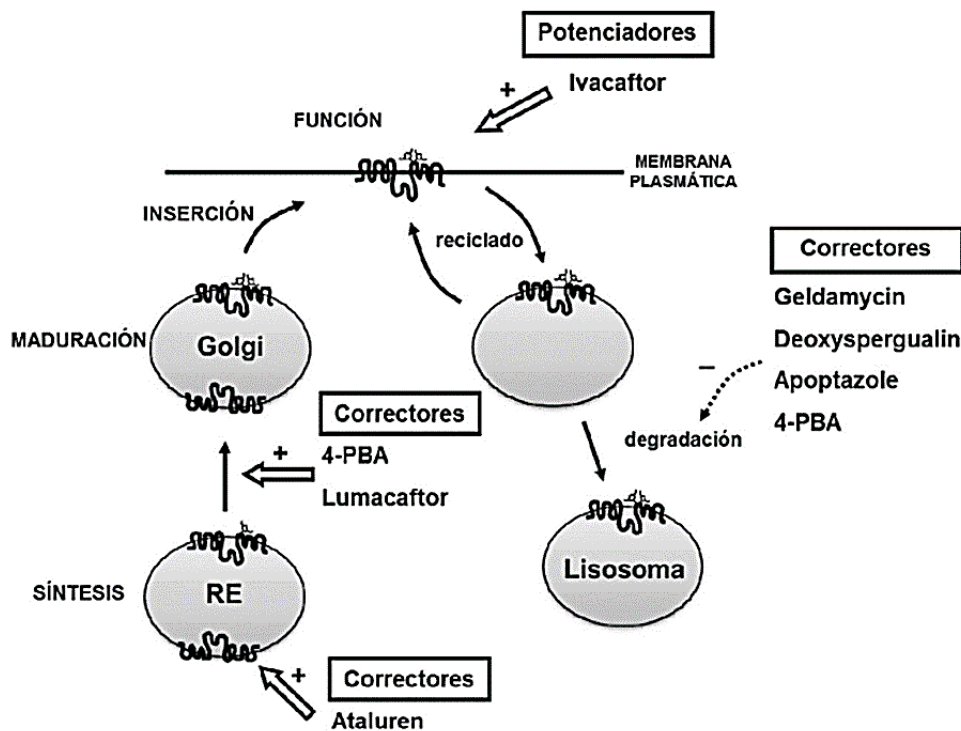 Potenciadores
Ivacaftor
+
FUNCIÓN
MEMBRANA
PLASMÁTICA
INSERCIÓN
reciclado
Correctores
Geldamycin
Deoxyspergualin
Apoptazole
4-PBA
–
degradación
MADURACIÓN
Golgi
Correctores
4-PBA
Lumacaftor
+
Lisosoma
SÍNTESIS
RE
+
Correctores
Ataluren